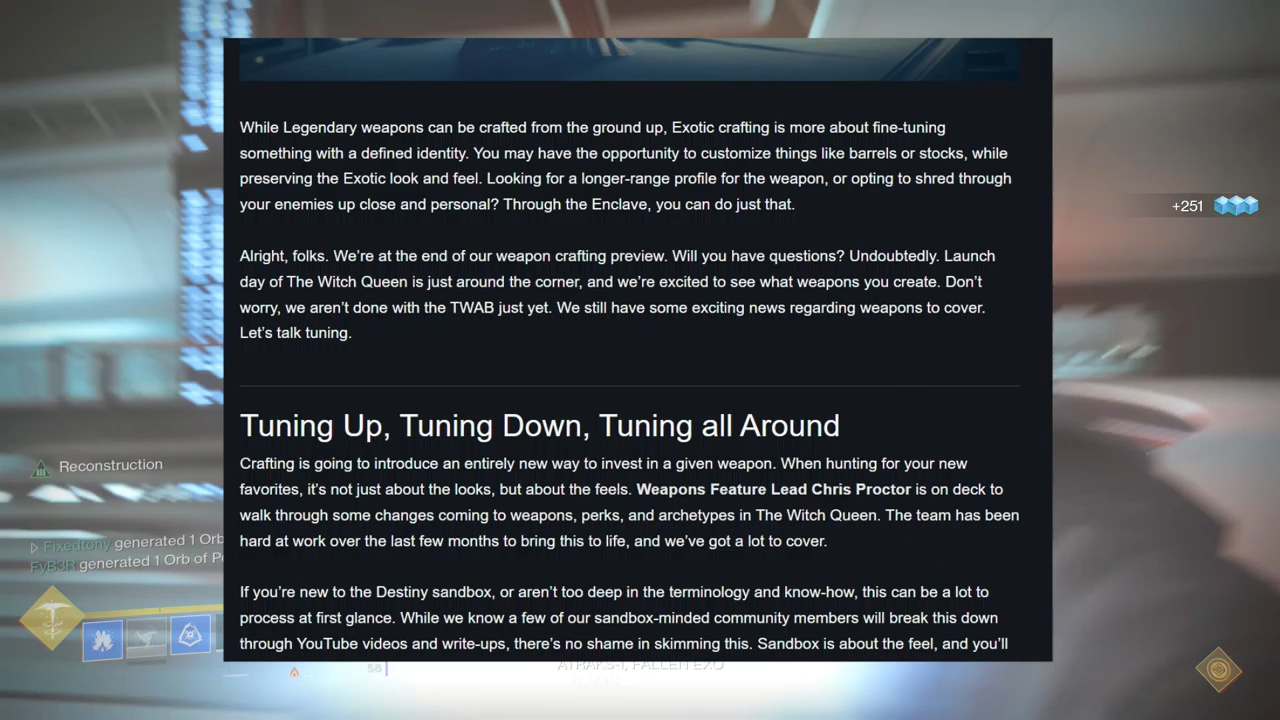 While Legendary weapons can be crafted from the ground up, Exotic crafting is more about fine-tuning
something with a defined identity. You may have the opportunity to customize things like barrels or stocks, while
preserving the Exotic look and feel. Looking for a longer-range profile for the weapon, or opting to shred through
your enemies up close and personal? Through the Enclave, you can do just that.
+251
Alright, folks. We're at the end of our weapon crafting preview. Will you have questions? Undoubtedly. Launch
day of The Witch Queen is just around the corner, and we're excited to see what weapons you create. Don't
worry, we aren't done with the TWAB just yet. We still have some exciting news regarding weapons to cover.
Let's talk tuning.
Tuning Up, Tuning Down, Tuning all Around
Crafting is going to introduce an entirely new way to invest in a given weapon. When hunting for your new
Reconstruction
favorites, it's not just about the looks, but about the feels. Weapons Feature Lead Chris Proctor is on deck to
walk through some changes coming to weapons, perks, and archetypes in The Witch Queen. The team has been
hard at work over the last few months to bring this to life, and we've got a lot to cover.
Fixedtony generated 1 Orb
FyB3R generated 1 Orb of
If you're new to the Destiny sandbox, or aren't too deep in the terminology and know-how, this can be a lot to
process at first glance. While we know a few of our sandbox-minded community members will break this down
through YouTube videos and write-ups, there's no shame in skimming this. Sandbox is about the feel, and you'll
58
ATRAKS-1, FALLEN EXO